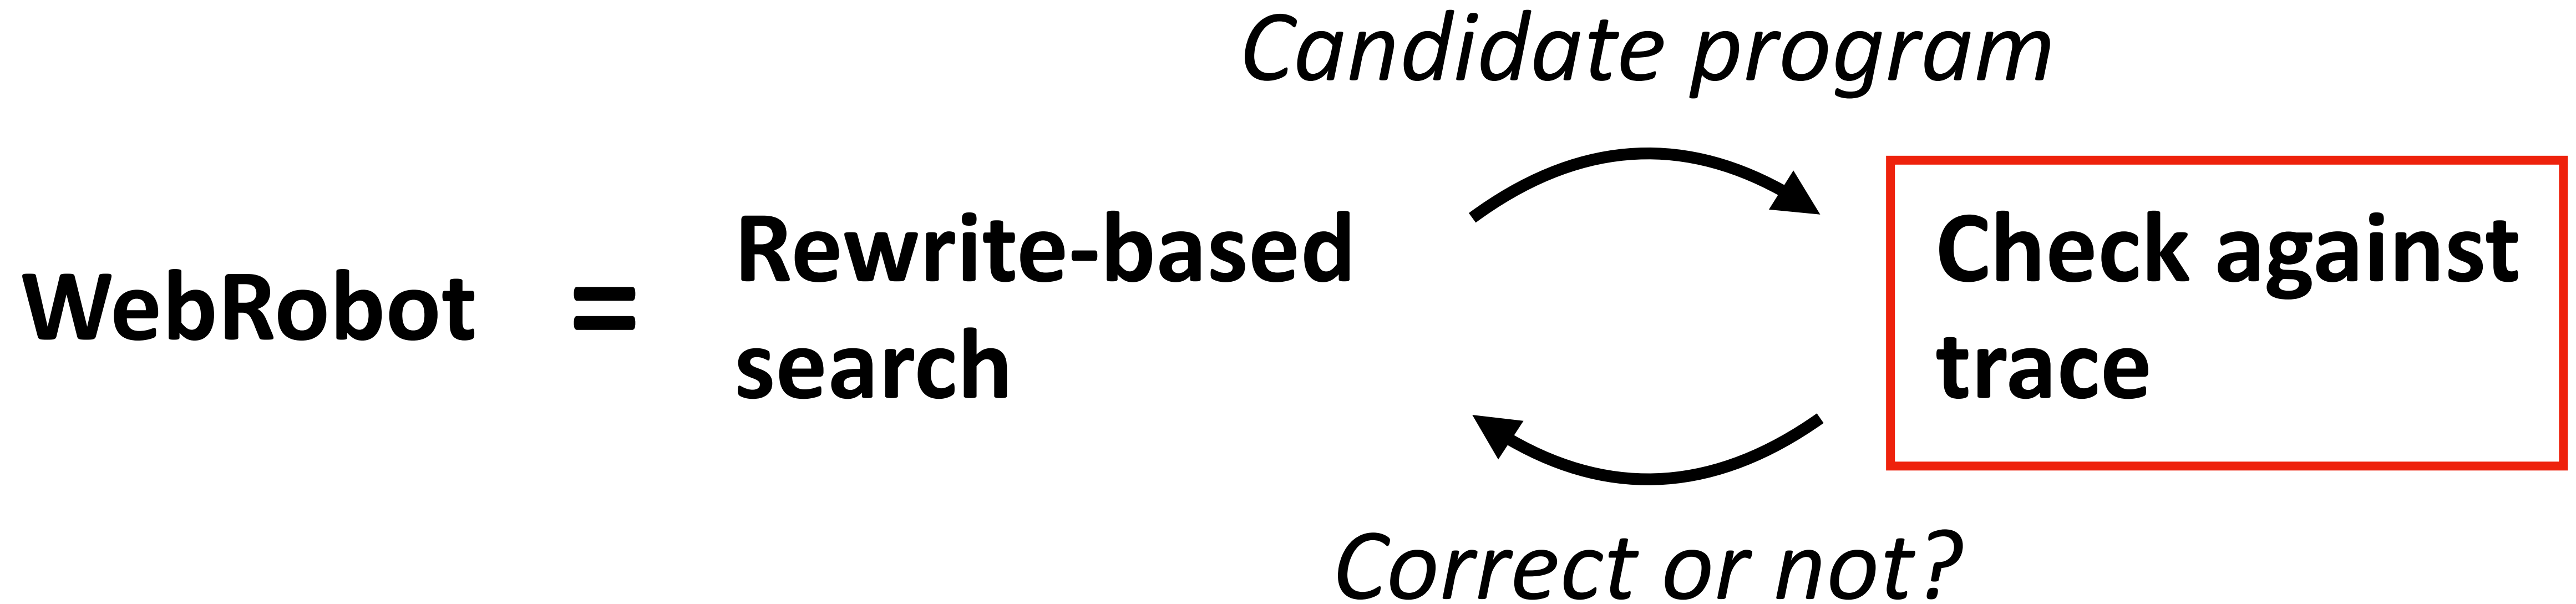 Candidate program
WebRobot =
Rewrite-based
search
Check against
trace
Correct or not?